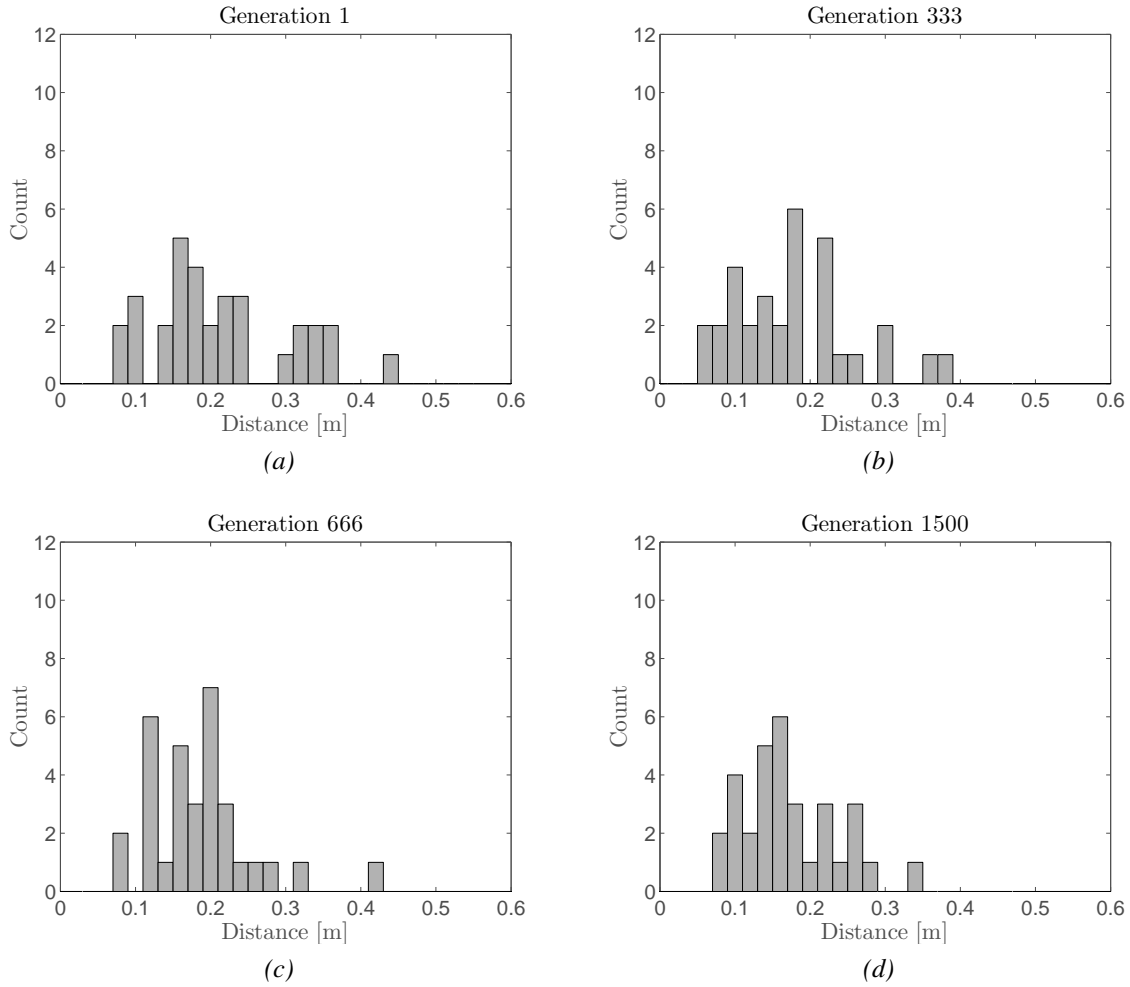 Generation 1
12
10
8
6
4
2
0
Count
0 0.1 0.2 0.3 0.4 0.5 0.6
Distance [m]
(a)
Generation 333
12
10
8
6
4
2
0
Count
0 0.1 0.2 0.3 0.4 0.5 0.6
Distance [m]
(b)
Generation 666
12
10
8
6
4
2
0
Count
0 0.1 0.2 0.3 0.4 0.5 0.6
Distance [m]
(c)
Generation 1500
12
10
8
6
4
2
0
Count
0 0.1 0.2 0.3 0.4 0.5 0.6
Distance [m]
(d)